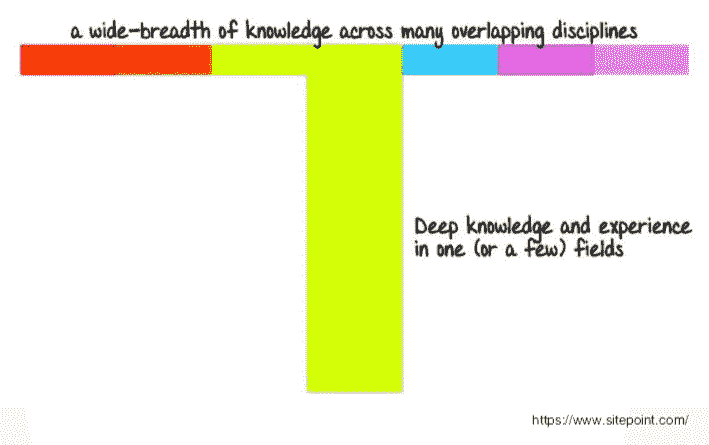 a wide-breadth of knowledge across many overlapping disciplines
Deep knowledge and experience
in one (or a few) fields
https://www.sitepoint.com/